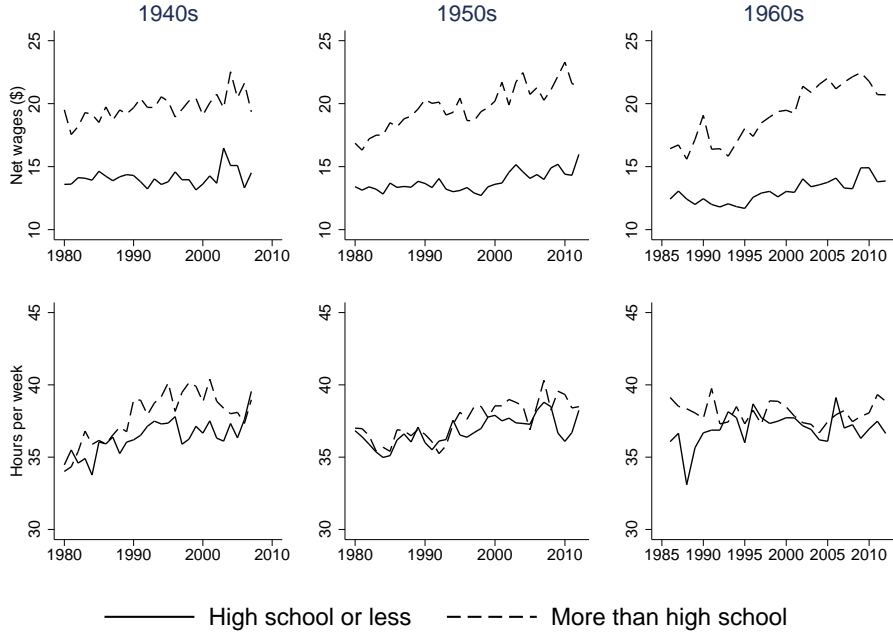 1940s 1950s 1960s
Net wages ($)
25 25 25
20 20 20
15 15 15
10 10 10
1980 1990 2000 2010 1980 1990 2000 2010 1985 1990 1995 2000 2005 2010
Hours per week
45 45 45
40 40 40
35 35 35
30 30 30
1980 1990 2000 2010 1980 1990 2000 2010 1985 1990 1995 2000 2005 2010
High school or less More than high school